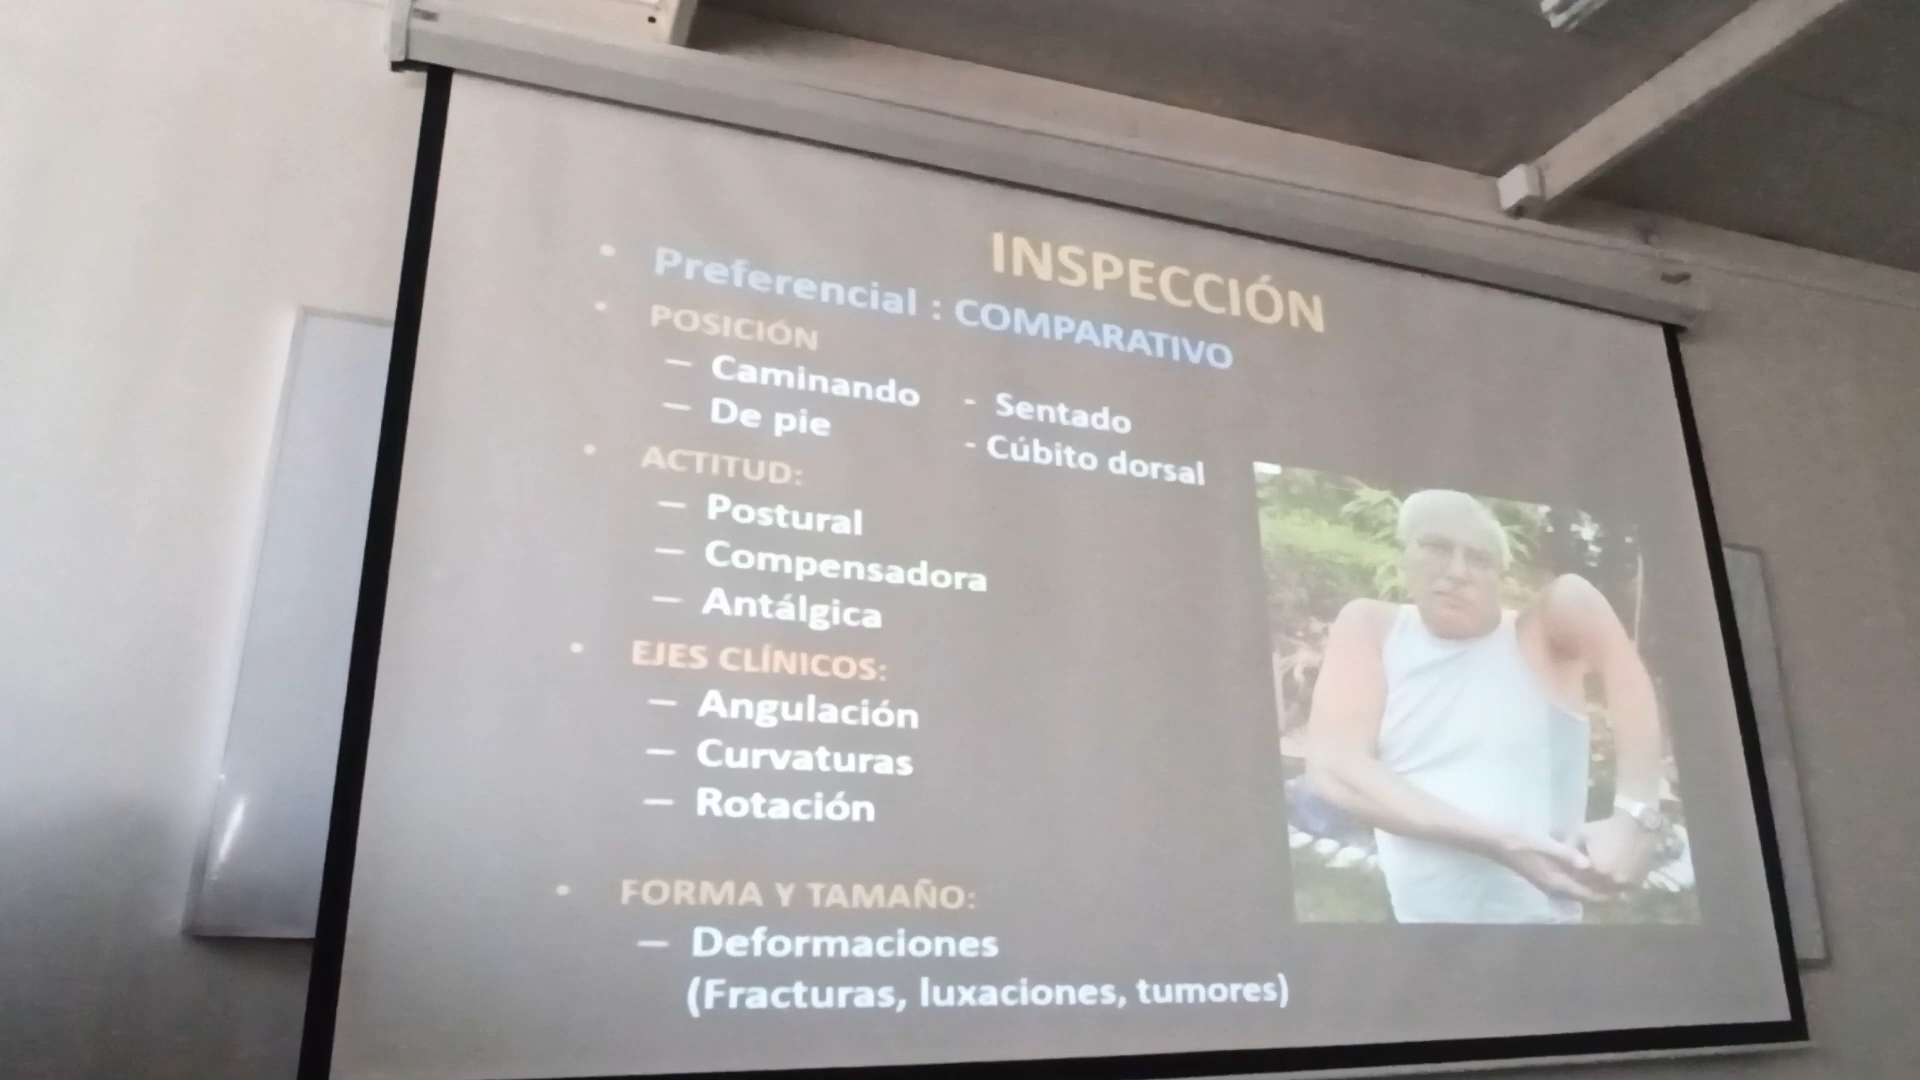 INSPECCIÓN
• Preferencial : COMPARATIVO
• POSICIÓN
– Caminando - Sentado
– De pie - Cúbito dorsal
• ACTITUD:
– Postural
– Compensadora
– Antálgica
• EJES CLÍNICOS:
– Angulación
– Curvaturas
– Rotación
• FORMA Y TAMAÑO:
– Deformaciones
(Fracturas, luxaciones, tumores)